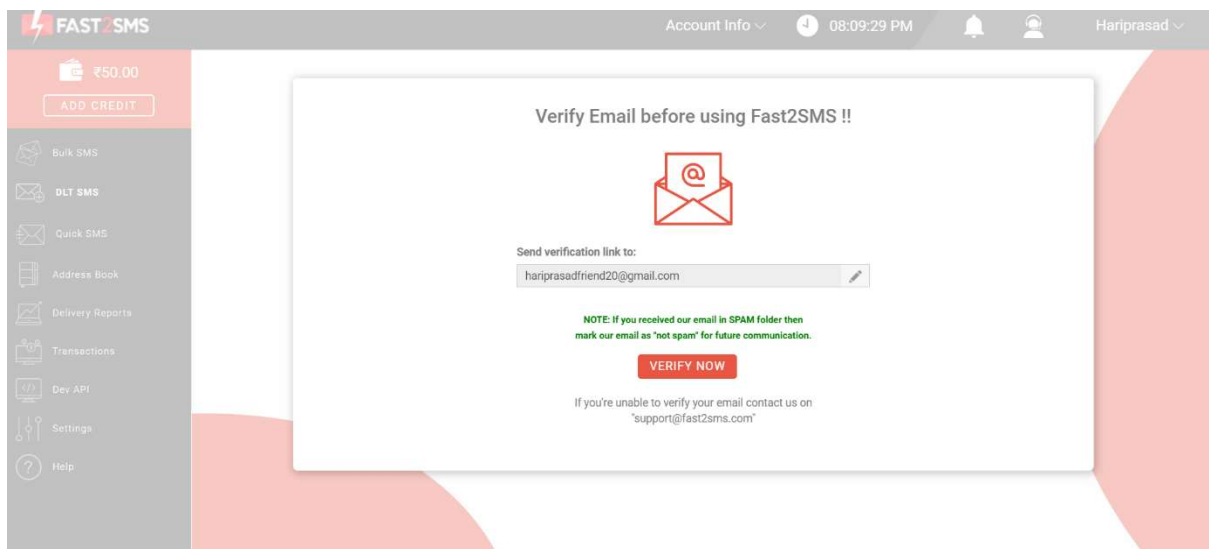 FAST2SMS
Account Info
08:09:29 PM
Hariprasad
₹50.00
ADD CREDIT
Bulk SMS
DLT SMS
Quick SMS
Address Book
Delivery Reports
Transactions
Dev API
Settings
Help
Verify Email before using Fast2SMS !!
@
Send verification link to:
hariprasadfriend20@gmail.com
NOTE: If you received our email in SPAM folder then
mark our email as "not spam" for future communication.
VERIFY NOW
If you're unable to verify your email contact us on
"support@fast2sms.com"